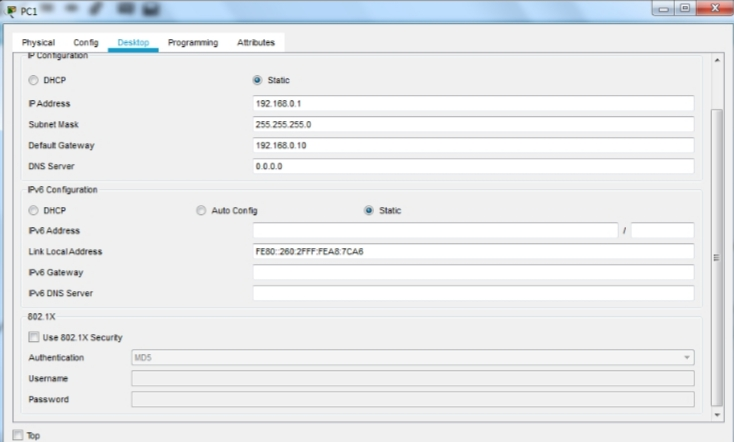 PC1
Physical Config Desktop Programming Attributes
IP Configuration
DHCP Static
IP Address 192.168.0.1
Subnet Mask 255.255.255.0
Default Gateway 192.168.0.10
DNS Server 0.0.0.0
IPv6 Configuration
DHCP Auto Config Static
IPv6 Address /
Link Local Address FE80::260:2FFF:FEA8:7CA6
IPv6 Gateway
IPv6 DNS Server
802.1X
Use 802.1X Security
Authentication MD5
Username
Password
Top